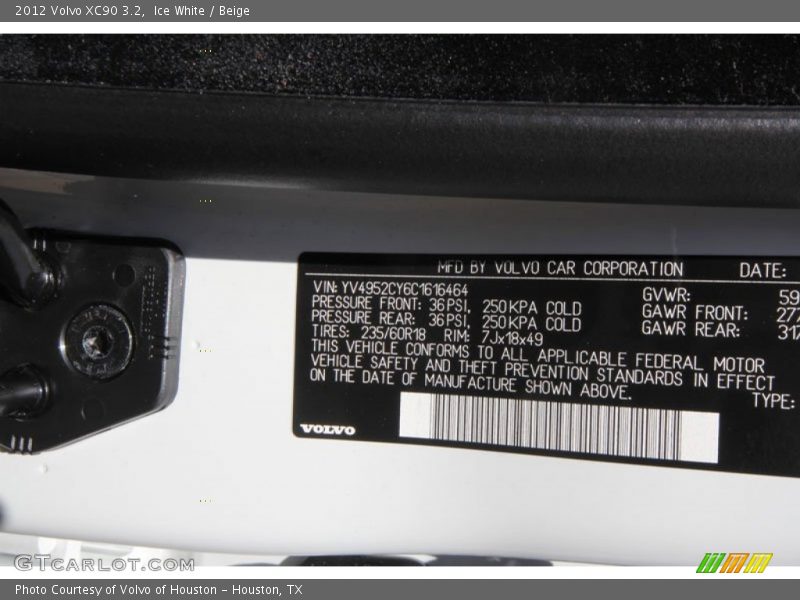 2012 Volvo XC90 3.2, Ice White / Beige
MFD BY VOLVO CAR CORPORATION DATE:
VIN: YV4952CY6C1616464 GVWR: 59
PRESSURE FRONT: 36PSI, 250KPA COLD GAWR FRONT: 277
PRESSURE REAR: 36PSI, 250KPA COLD GAWR REAR: 317
TIRES: 235/60R18 RIM: 7Jx18x49
THIS VEHICLE CONFORMS TO ALL APPLICABLE FEDERAL MOTOR
VEHICLE SAFETY AND THEFT PREVENTION STANDARDS IN EFFECT
ON THE DATE OF MANUFACTURE SHOWN ABOVE. TYPE:
VOLVO
GTcarlot.com
Photo Courtesy of Volvo of Houston - Houston, TX